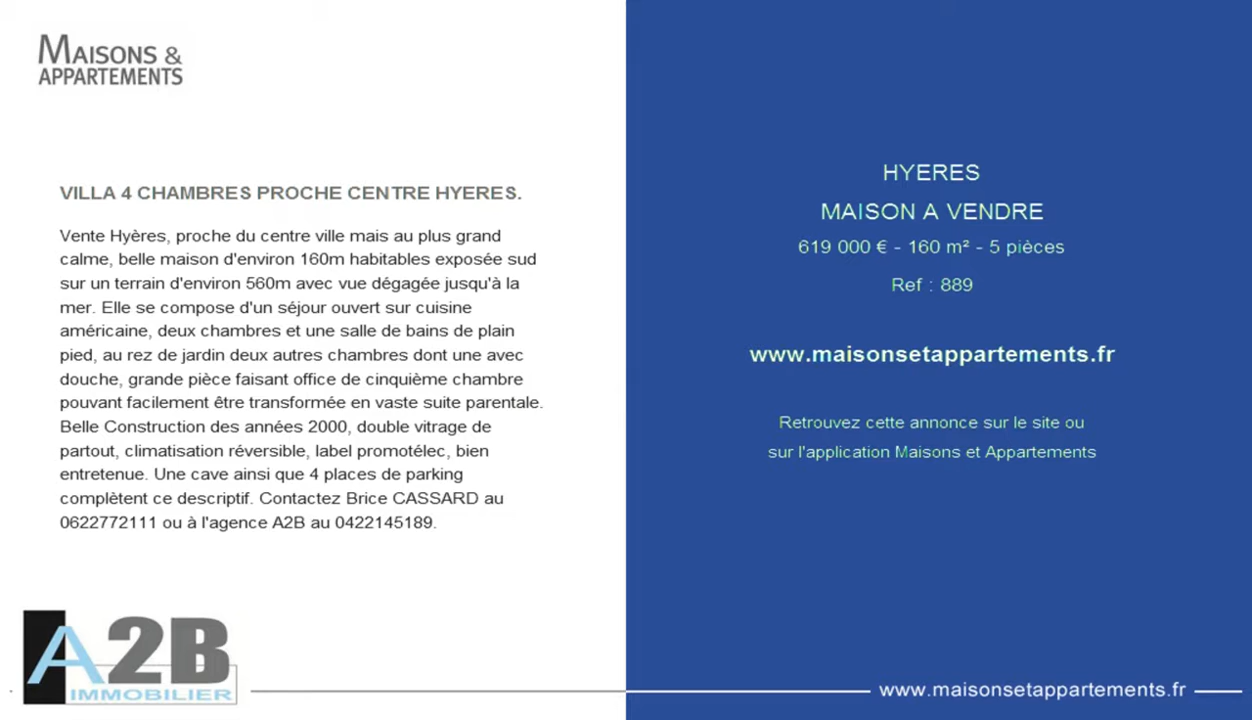 MAISONS &
APPARTEMENTS
VILLA 4 CHAMBRES PROCHE CENTRE HYERES.
Vente Hyères, proche du centre ville mais au plus grand
calme, belle maison d'environ 160m habitables exposée sud
sur un terrain d'environ 560m avec vue dégagée jusqu'à la
mer. Elle se compose d'un séjour ouvert sur cuisine
américaine, deux chambres et une salle de bains de plain
pied, au rez de jardin deux autres chambres dont une avec
douche, grande pièce faisant office de cinquième chambre
pouvant facilement être transformée en vaste suite parentale.
Belle Construction des années 2000, double vitrage de
partout, climatisation réversible, label promotélec, bien
entretenue. Une cave ainsi que 4 places de parking
complètent ce descriptif. Contactez Brice CASSARD au
0622772111 ou à l'agence A2B au 0422145189.
A2B
IMMOBILIER
HYERES
MAISON A VENDRE
619 000 € - 160 m² - 5 pièces
Ref : 889
www.maisonsetappartements.fr
Retrouvez cette annonce sur le site ou
sur l'application Maisons et Appartements
www.maisonsetappartements.fr